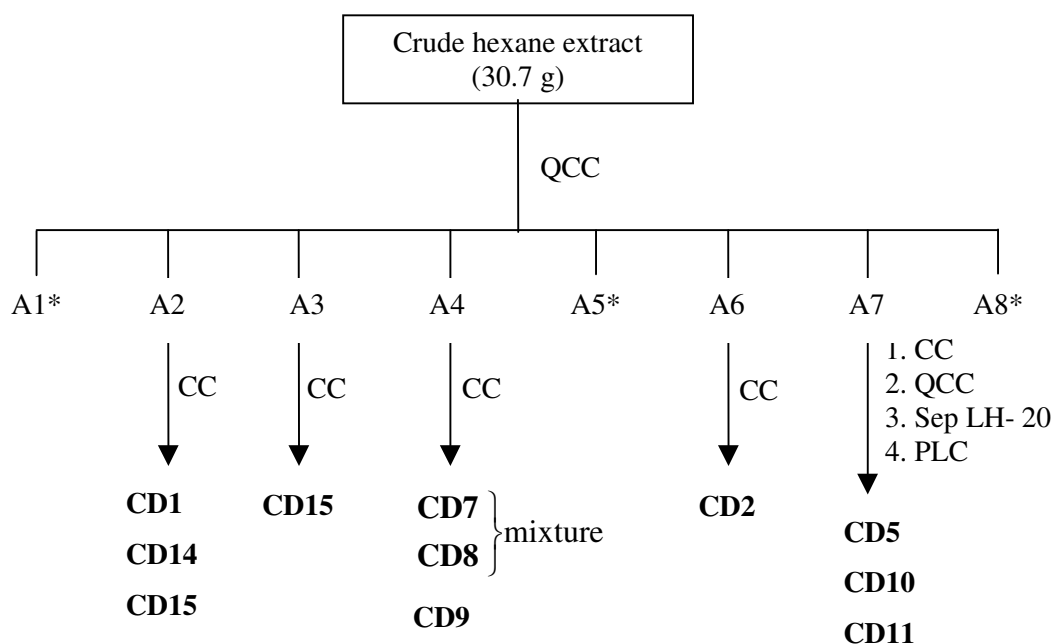 Crude hexane extract
(30.7 g)
QCC
A1* A2 A3 A4 A5* A6 A7 A8*
CC CC CC CC
1. CC
2. QCC
3. Sep LH- 20
4. PLC
CD1 CD15 CD7 CD2
CD14 CD8 mixture CD5
CD15 CD9 CD10
CD11